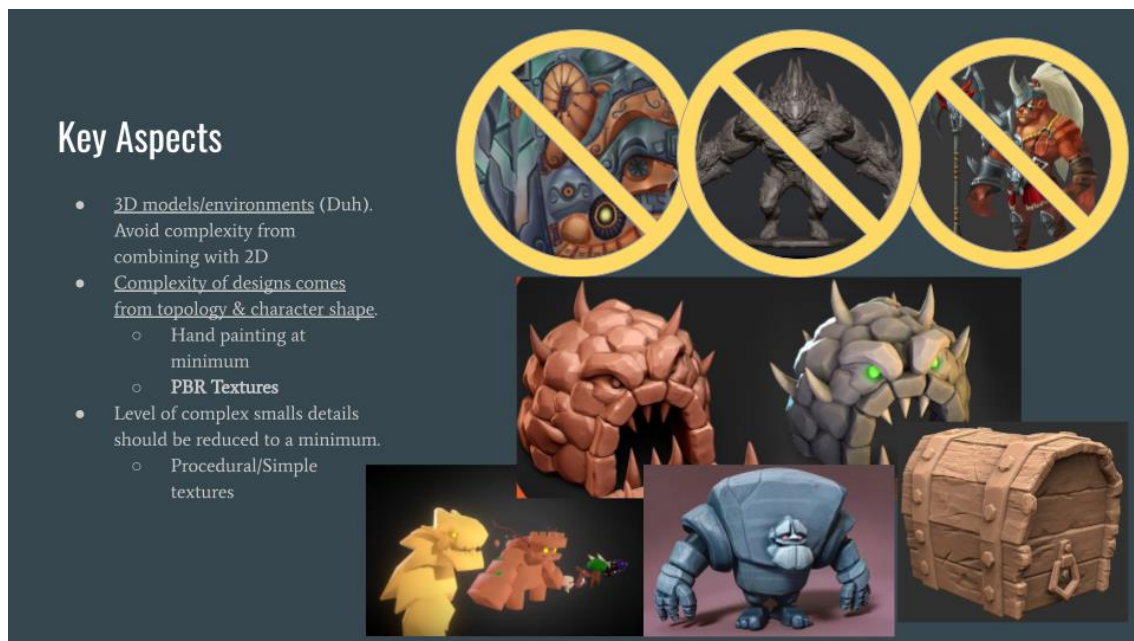 Key Aspects
● 3D models/environments (Duh).
Avoid complexity from
combining with 2D
● Complexity of designs comes
from topology & character shape.
○ Hand painting at
minimum
○ PBR Textures
● Level of complex smalls details
should be reduced to a minimum.
○ Procedural/Simple
textures